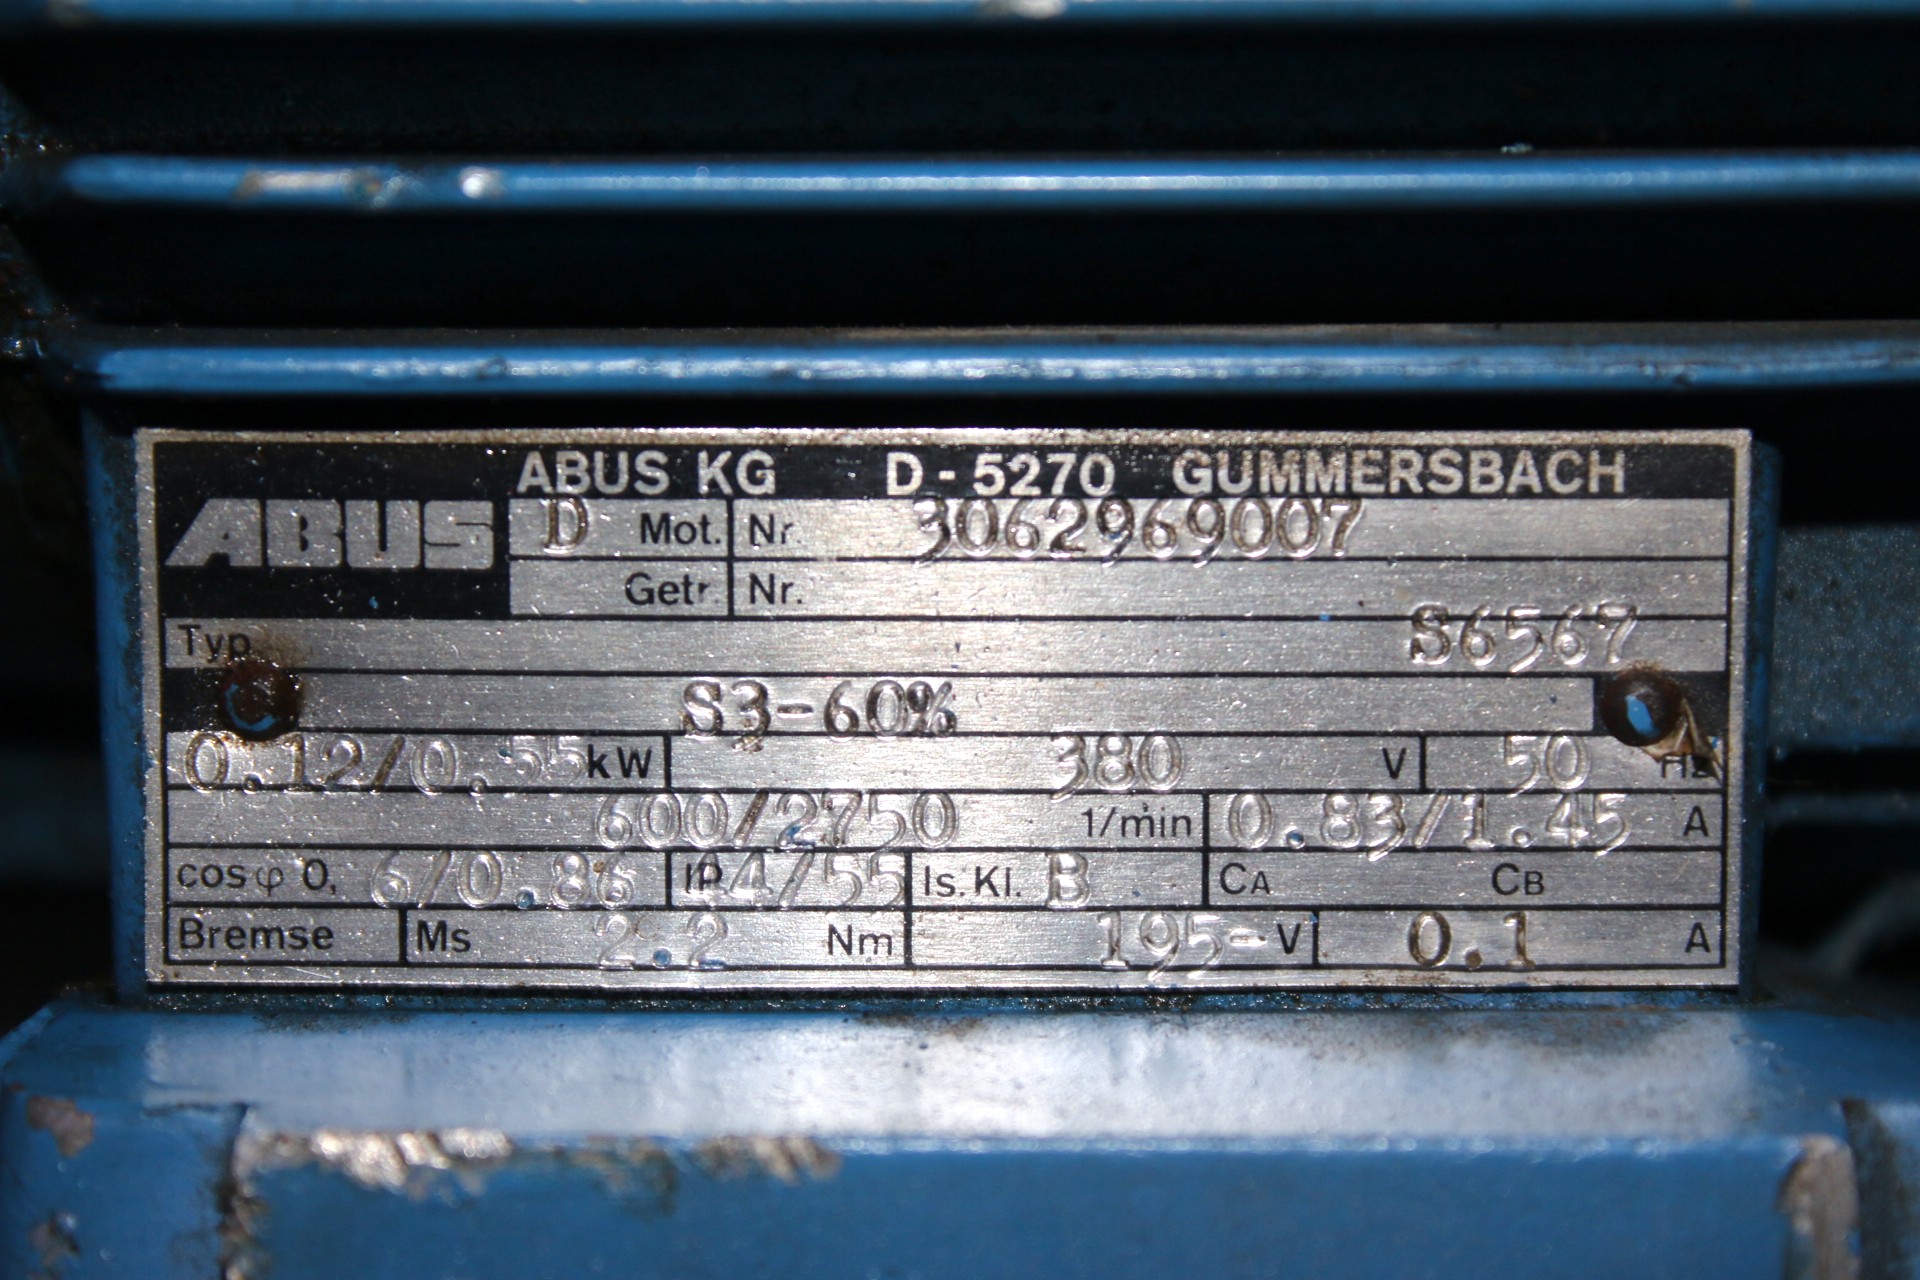 ABUS KG D-5270 GUMMERSBACH
ABUS D Mot. Nr. 3062969007
Getr. Nr.
Typ S6567
S3-60%
0.12/0.55 kW 380 V 50 Hz
600/2750 1/min 0.83/1.45 A
cos φ 0, 6/0.86 IP 44/55 Is. Kl. B CA CB
Bremse Ms 2.2 Nm 195- V 0.1 A